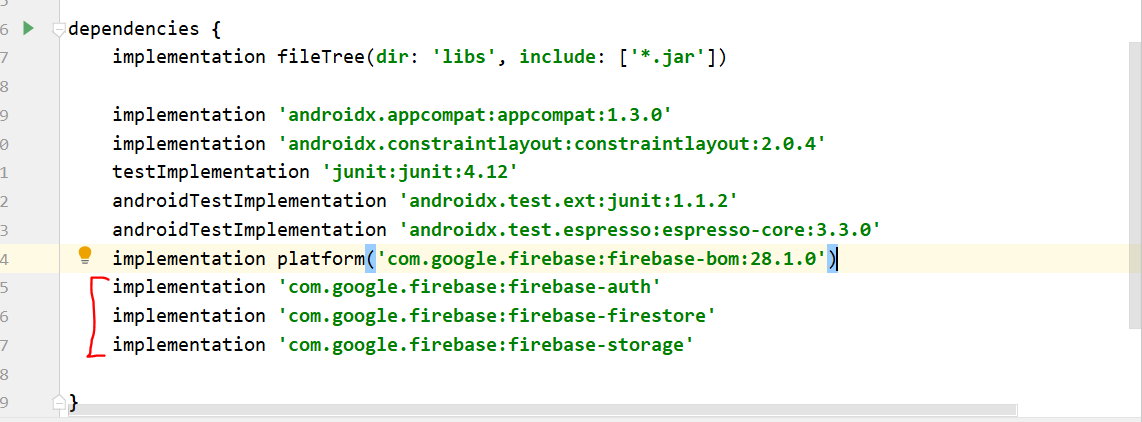 5
6 dependencies {
7 implementation fileTree(dir: 'libs', include: ['*.jar'])
8
9 implementation 'androidx.appcompat:appcompat:1.3.0'
0 implementation 'androidx.constraintlayout:constraintlayout:2.0.4'
1 testImplementation 'junit:junit:4.12'
2 androidTestImplementation 'androidx.test.ext:junit:1.1.2'
3 androidTestImplementation 'androidx.test.espresso:espresso-core:3.3.0'
4 implementation platform('com.google.firebase:firebase-bom:28.1.0')
5 implementation 'com.google.firebase:firebase-auth'
6 implementation 'com.google.firebase:firebase-firestore'
7 implementation 'com.google.firebase:firebase-storage'
8
9 }